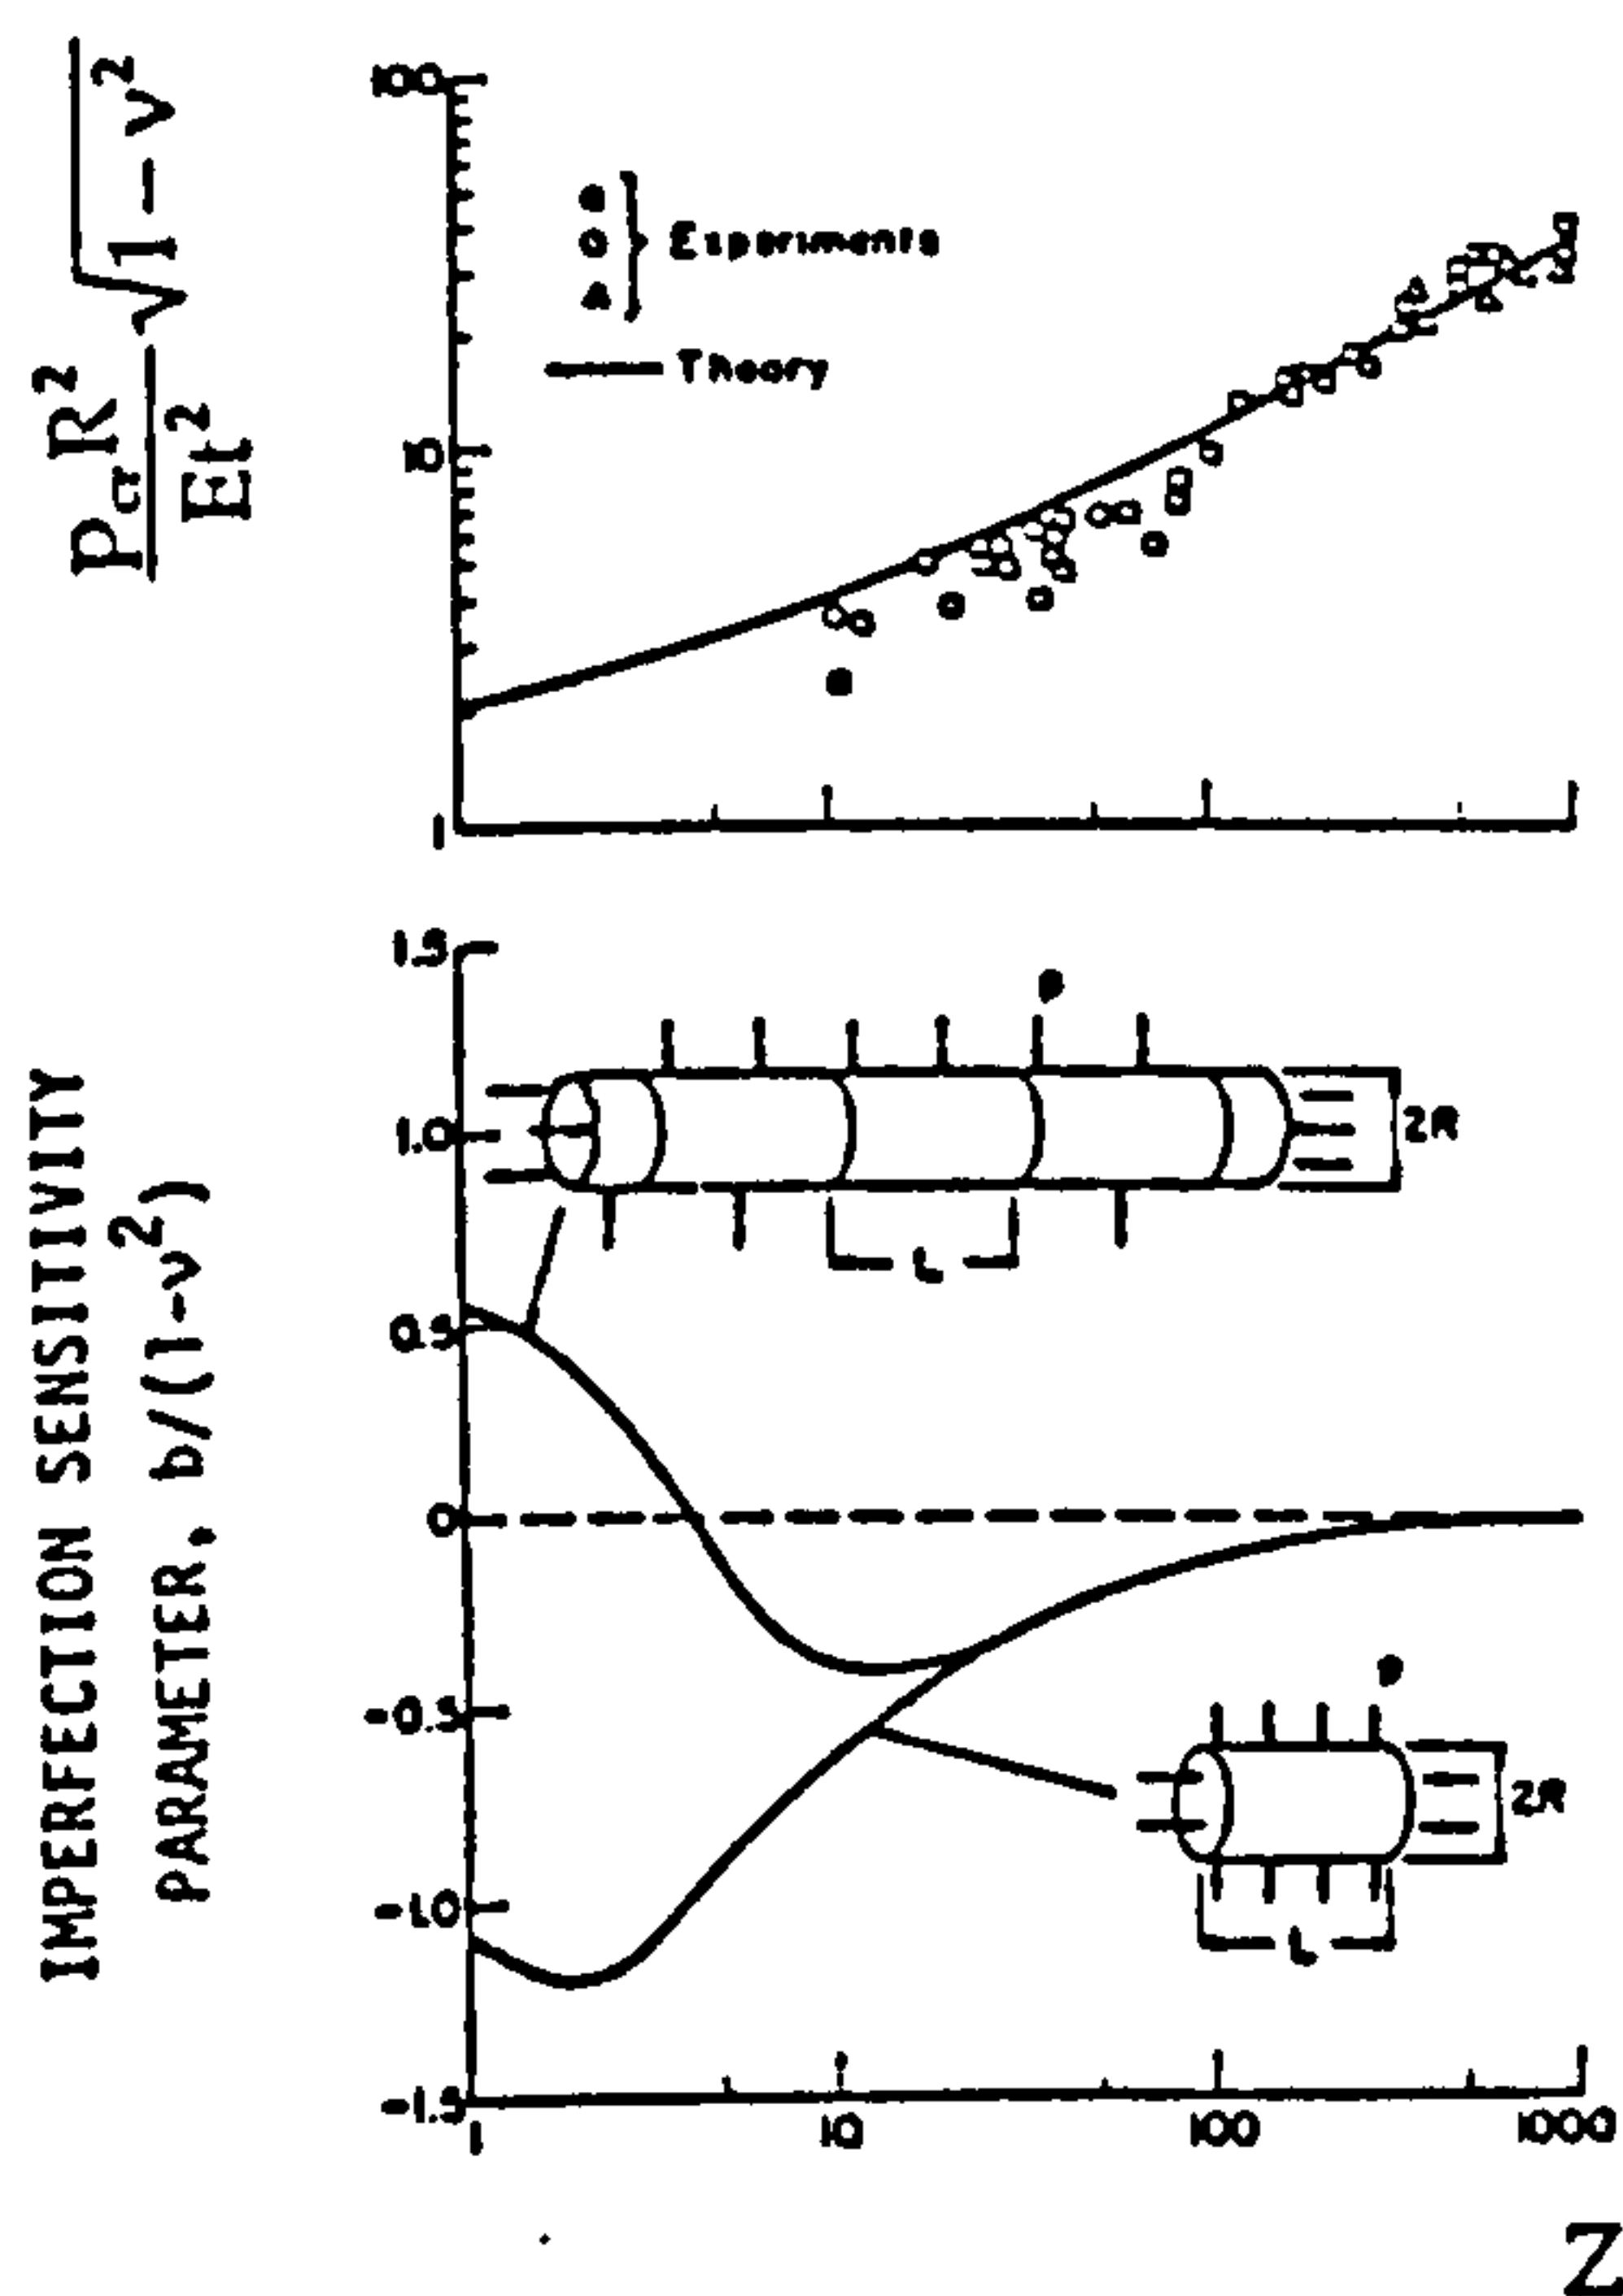 P_α R² / Et² √1 - ν²
100
10
1
Experiments
Theory
IMPERFECTION SENSITIVITY
PARAMETER, b/(1-ν²)
1.5
1.0
0.5
0
-0.5
-1.0
-1.5
p
2R
L
p
2R
L
1
10
100
1000
Z